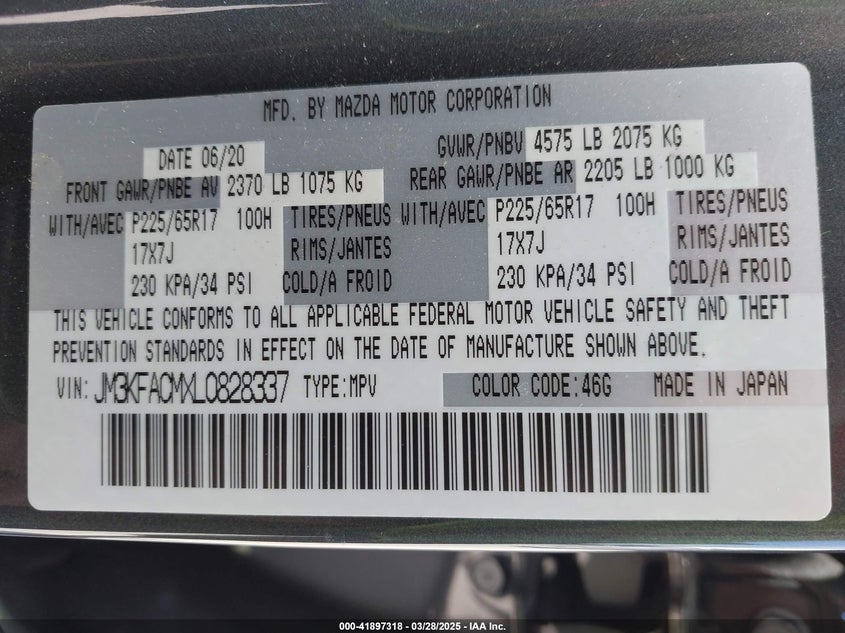 MFD. BY MAZDA MOTOR CORPORATION
DATE 06/20 GVWR/PNBV 4575 LB 2075 KG
FRONT GAWR/PNBE AV 2370 LB 1075 KG REAR GAWR/PNBE AR 2205 LB 1000 KG
WITH/AVEC P225/65R17 100H TIRES/PNEUS WITH/AVEC P225/65R17 100H TIRES/PNEUS
17X7J RIMS/JANTES 17X7J RIMS/JANTES
230 KPA/34 PSI COLD/A FROID 230 KPA/34 PSI COLD/A FROID
THIS VEHICLE CONFORMS TO ALL APPLICABLE FEDERAL MOTOR VEHICLE SAFETY AND THEFT
PREVENTION STANDARDS IN EFFECT ON THE DATE OF MANUFACTURE SHOWN ABOVE.
VIN: JM3KFACMXL0828337 TYPE:MPV COLOR CODE:46G MADE IN JAPAN
000-41897318 | 03/28/2025 - IAA Inc.